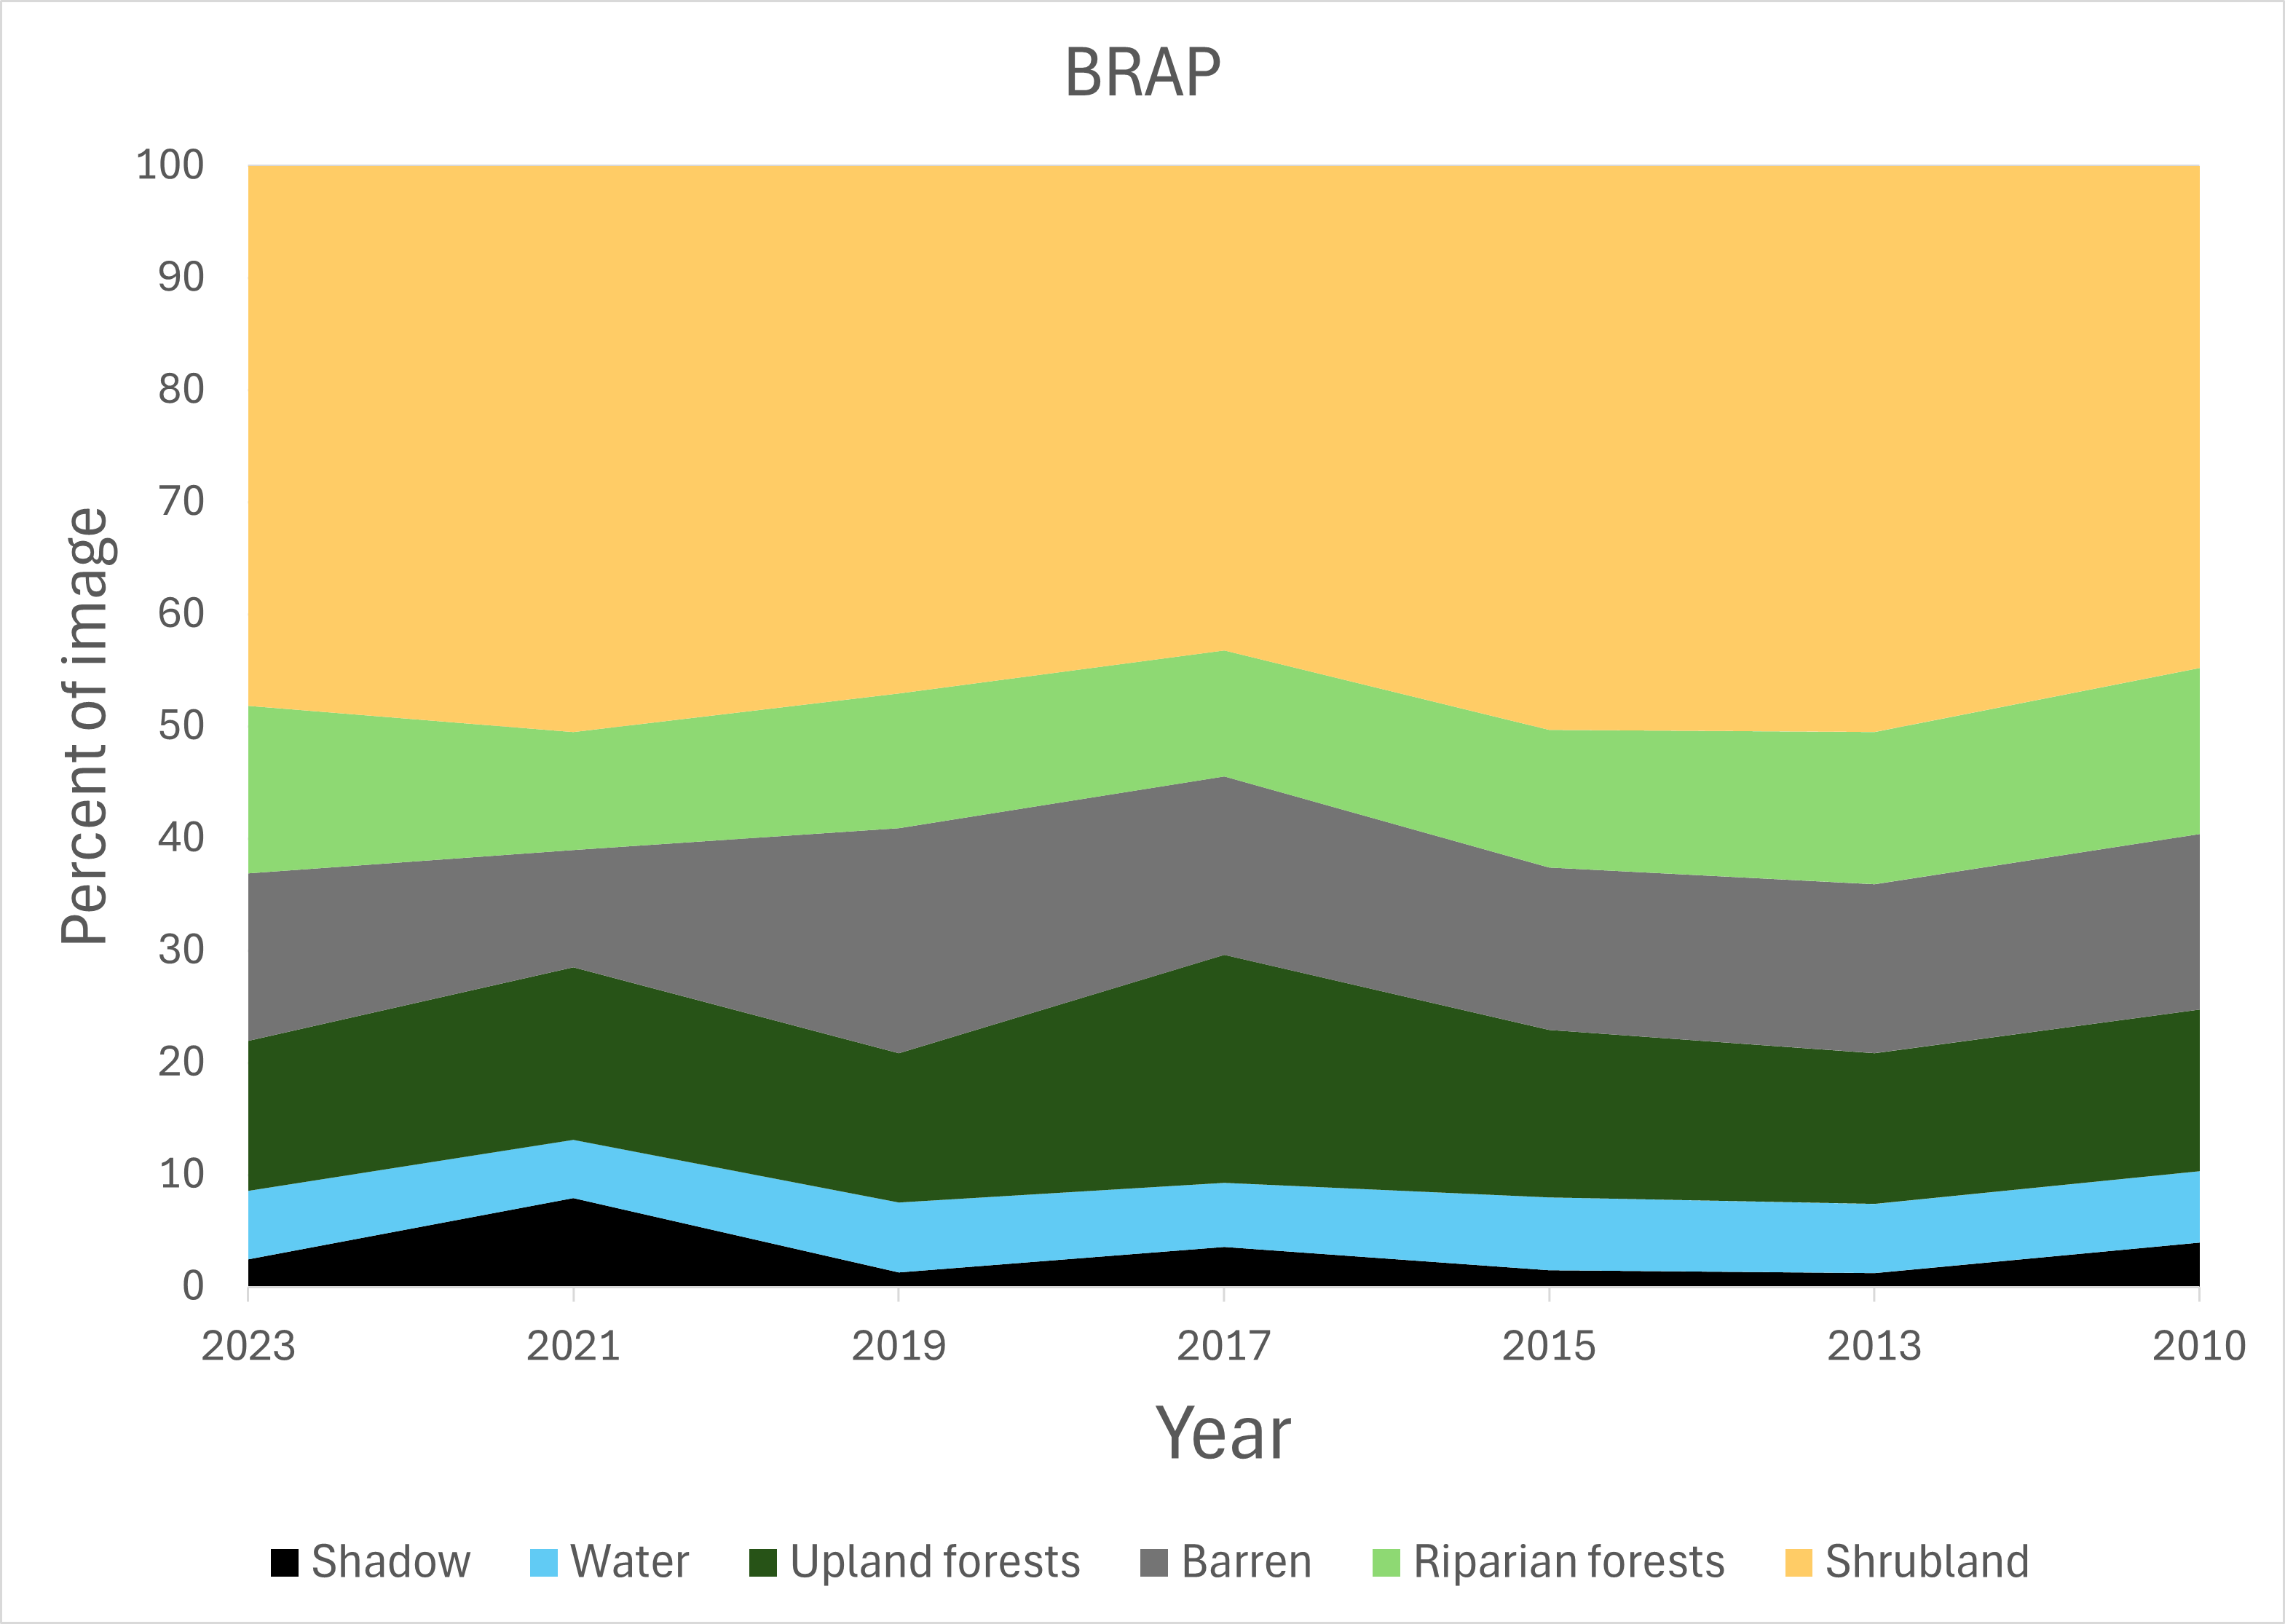 BRAP
100
90
80
70
60
50
40
30
20
10
0
Percent of image
2023 2021 2019 2017 2015 2013 2010
Year
Shadow Water Upland forests Barren Riparian forests Shrubland